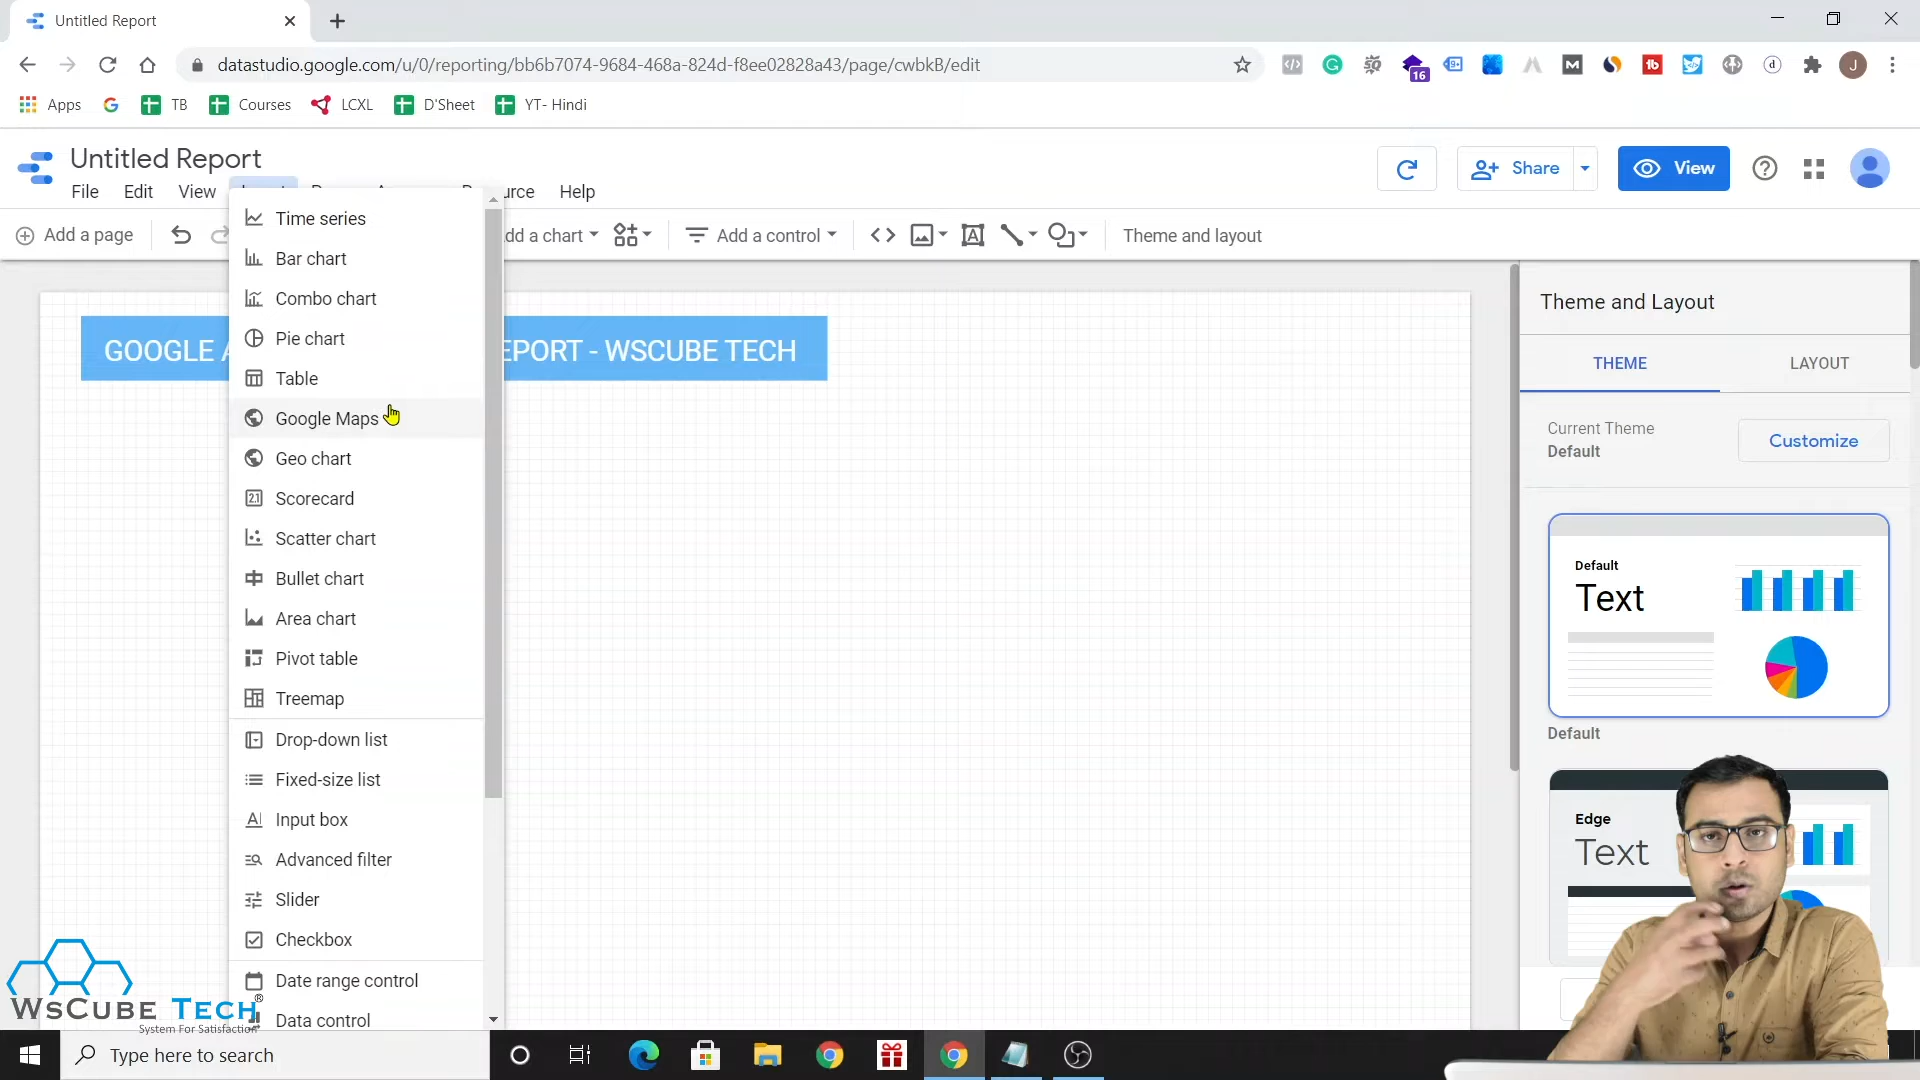 Untitled Report
datastudio.google.com/u/0/reporting/bb6b7074-9684-468a-824d-f8ee02828a43/page/cwbkB/edit
16
Apps
TB
Courses
LCXL
D'Sheet
YT- Hindi
J
Untitled Report
File
Edit
View
Help
Share
View
Add a page
dd a chart
Add a control
Theme and layout
Time series
Bar chart
Combo chart
Pie chart
Table
Google Maps
Geo chart
Scorecard
Scatter chart
Bullet chart
Area chart
Pivot table
Treemap
Drop-down list
Fixed-size list
Input box
Advanced filter
Slider
Checkbox
Date range control
Data control
GOOGLE A
EPORT - WSCUBE TECH
Theme and Layout
THEME
LAYOUT
Current Theme
Default
Customize
Default
Text
Default
Edge
Text
WsCube Tech®
System For Satisfaction
Type here to search